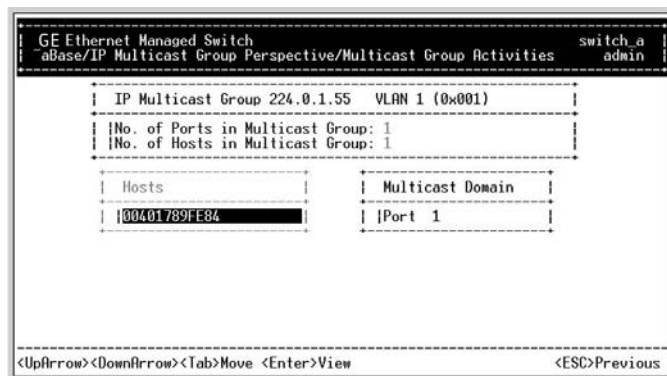 GE Ethernet Managed Switch switch_a
~aBase/IP Multicast Group Perspective/Multicast Group Activities admin
IP Multicast Group 224.0.1.55 VLAN 1 (0x001)
No. of Ports in Multicast Group: 1
No. of Hosts in Multicast Group: 1
Hosts
00401789FE84
Multicast Domain
Port 1
<UpArrow><DownArrow><Tab>Move <Enter>View <ESC>Previous